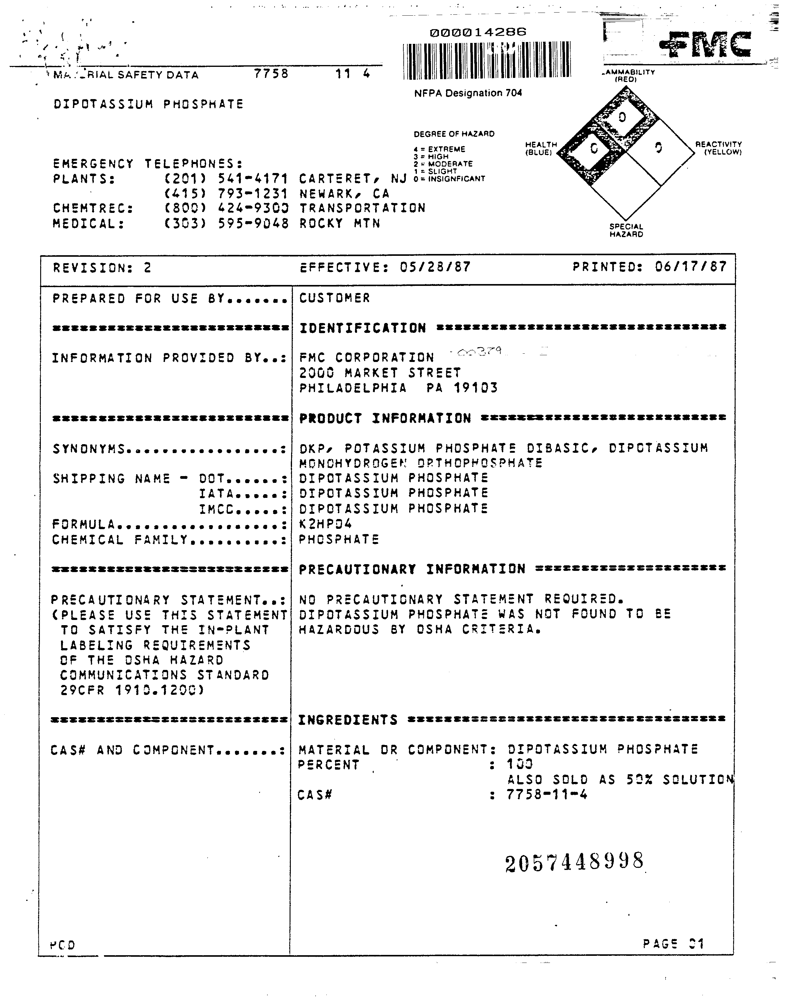 000014286
FMC
MATERIAL SAFETY DATA 7758 11 4
NFPA Designation 704
DIPOTASSIUM PHOSPHATE
DEGREE OF HAZARD
4 = EXTREME
3 = HIGH
2 = MODERATE
1 = SLIGHT
0 = INSIGNFICANT
FLAMMABILITY
(RED)
0
HEALTH
(BLUE)
0
0
REACTIVITY
(YELLOW)
SPECIAL
HAZARD
EMERGENCY TELEPHONES:
PLANTS: (201) 541-4171 CARTERET, NJ
(415) 793-1231 NEWARK, CA
CHEMTREC: (800) 424-9300 TRANSPORTATION
MEDICAL: (303) 595-9048 ROCKY MTN
REVISION: 2 EFFECTIVE: 05/28/87 PRINTED: 06/17/87
PREPARED FOR USE BY....... CUSTOMER
========================== IDENTIFICATION ================================
INFORMATION PROVIDED BY..: FMC CORPORATION 00379
2000 MARKET STREET
PHILADELPHIA PA 19103
========================== PRODUCT INFORMATION ===========================
SYNONYMS.................: DKP, POTASSIUM PHOSPHATE DIBASIC, DIPOTASSIUM
MONOHYDROGEN ORTHOPHOSPHATE
SHIPPING NAME - DOT......: DIPOTASSIUM PHOSPHATE
IATA.....: DIPOTASSIUM PHOSPHATE
IMCO.....: DIPOTASSIUM PHOSPHATE
FORMULA..................: K2HPO4
CHEMICAL FAMILY..........: PHOSPHATE
========================== PRECAUTIONARY INFORMATION =====================
PRECAUTIONARY STATEMENT..: NO PRECAUTIONARY STATEMENT REQUIRED.
(PLEASE USE THIS STATEMENT DIPOTASSIUM PHOSPHATE WAS NOT FOUND TO BE
TO SATISFY THE IN-PLANT HAZARDOUS BY OSHA CRITERIA.
LABELING REQUIREMENTS
OF THE OSHA HAZARD
COMMUNICATIONS STANDARD
29CFR 1910.1200)
========================== INGREDIENTS ===================================
CAS# AND COMPONENT.......: MATERIAL OR COMPONENT: DIPOTASSIUM PHOSPHATE
PERCENT : 100
ALSO SOLD AS 50% SOLUTION
CAS# : 7758-11-4
2057448998
PCD PAGE 01